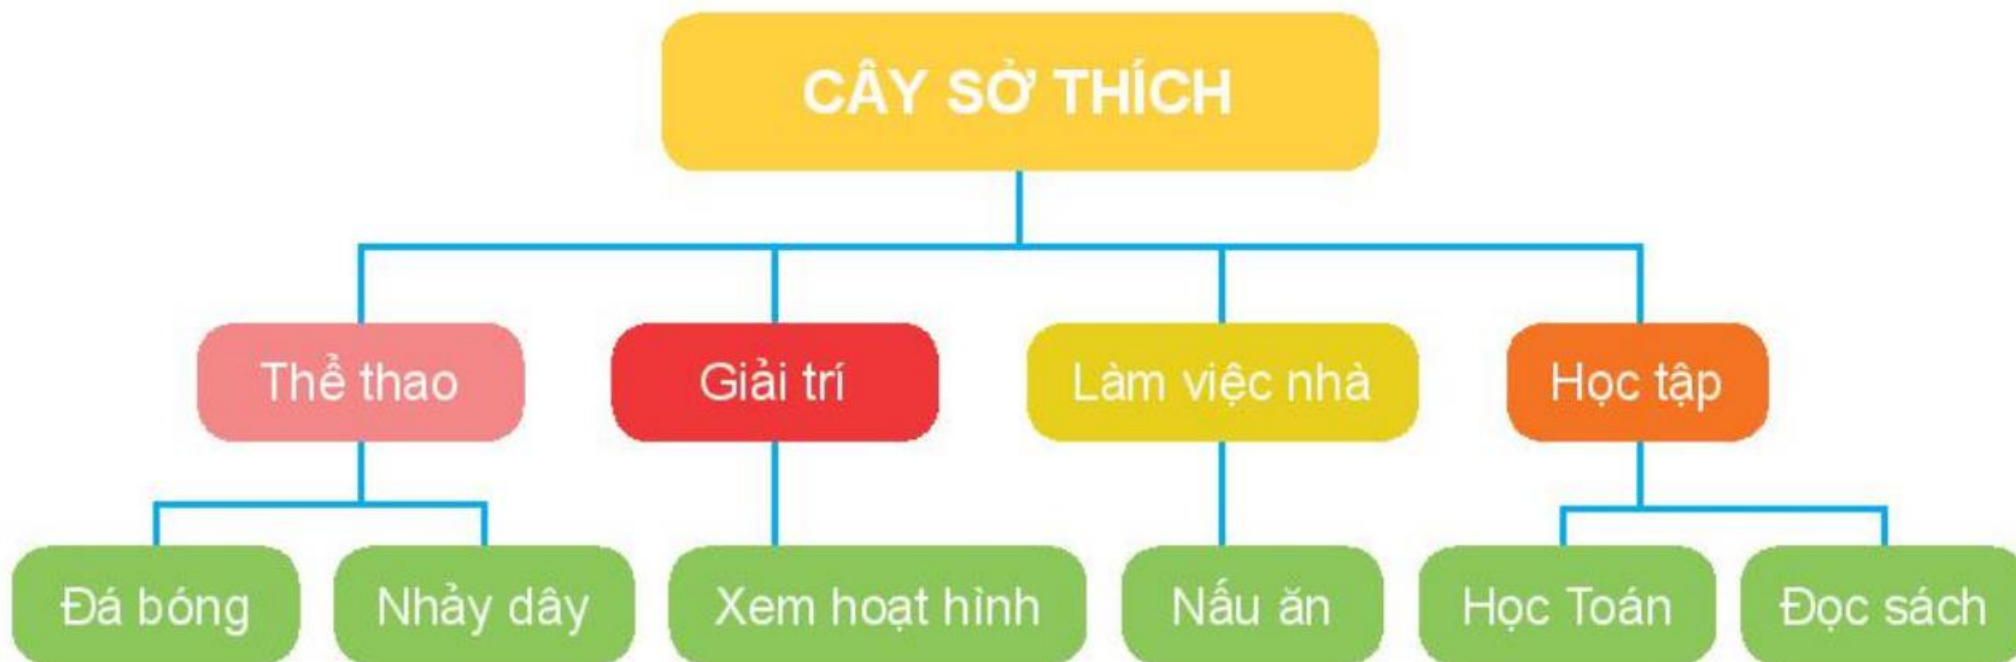 CÂY SỞ THÍCH
Thể thao
Giải trí
Làm việc nhà
Học tập
Đá bóng
Nhảy dây
Xem hoạt hình
Nấu ăn
Học Toán
Đọc sách